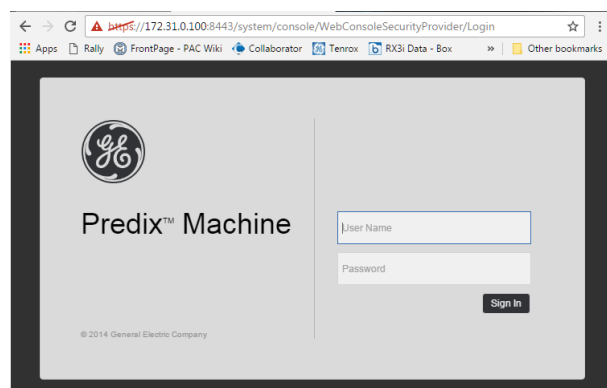 https://172.31.0.100:8443/system/console/WebConsoleSecurityProvider/Login
Apps Rally FrontPage - PAC Wiki Collaborator Tenrox RX3i Data - Box » Other bookmarks
GE
Predix™ Machine
User Name
Password
Sign In
© 2014 General Electric Company